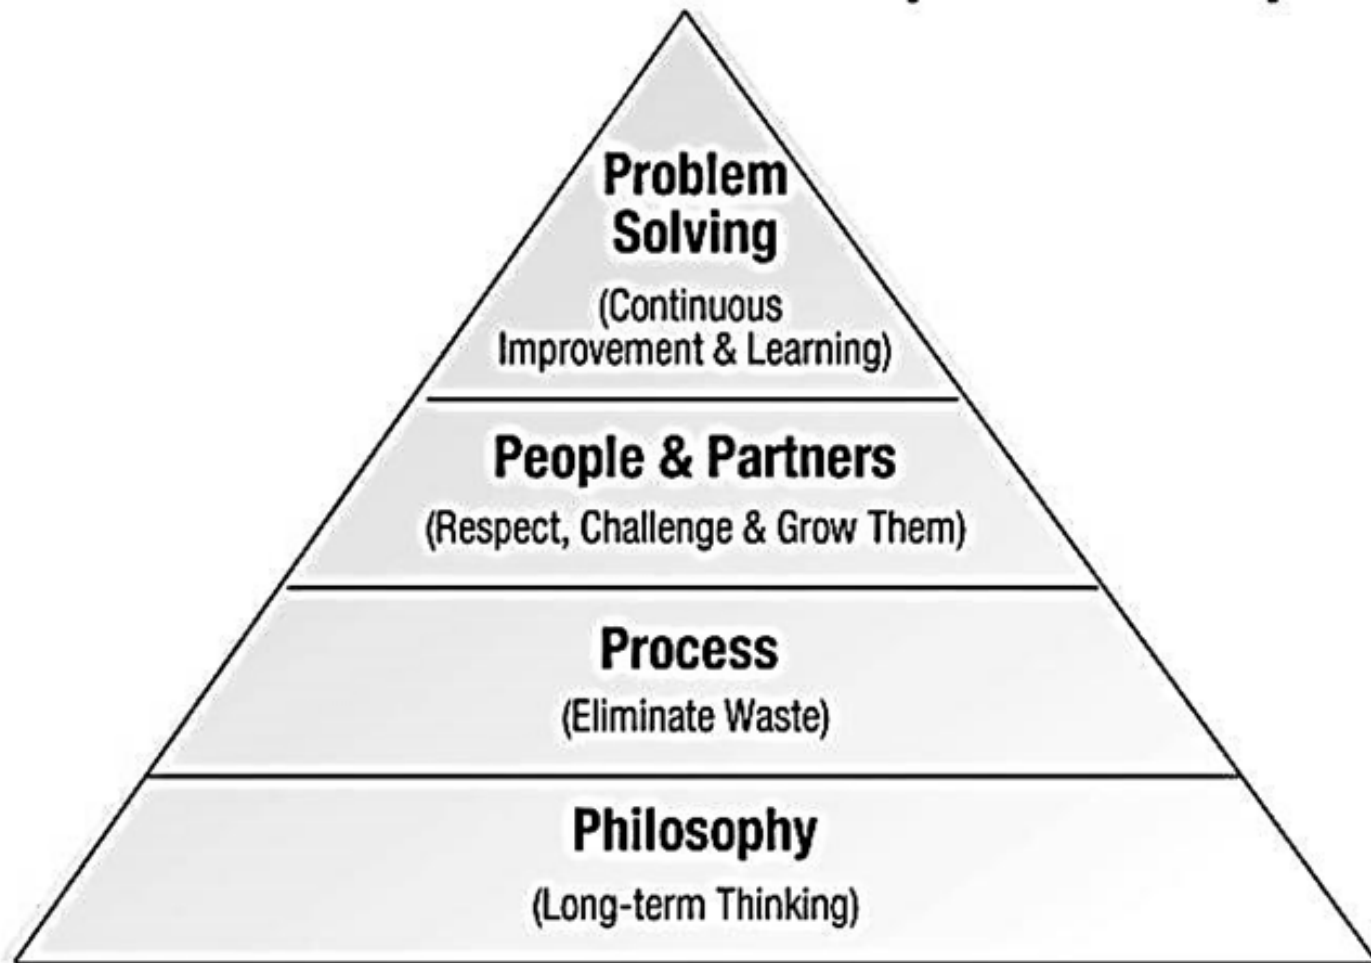 Problem
Solving
(Continuous
Improvement & Learning)
People & Partners
(Respect, Challenge & Grow Them)
Process
(Eliminate Waste)
Philosophy
(Long-term Thinking)